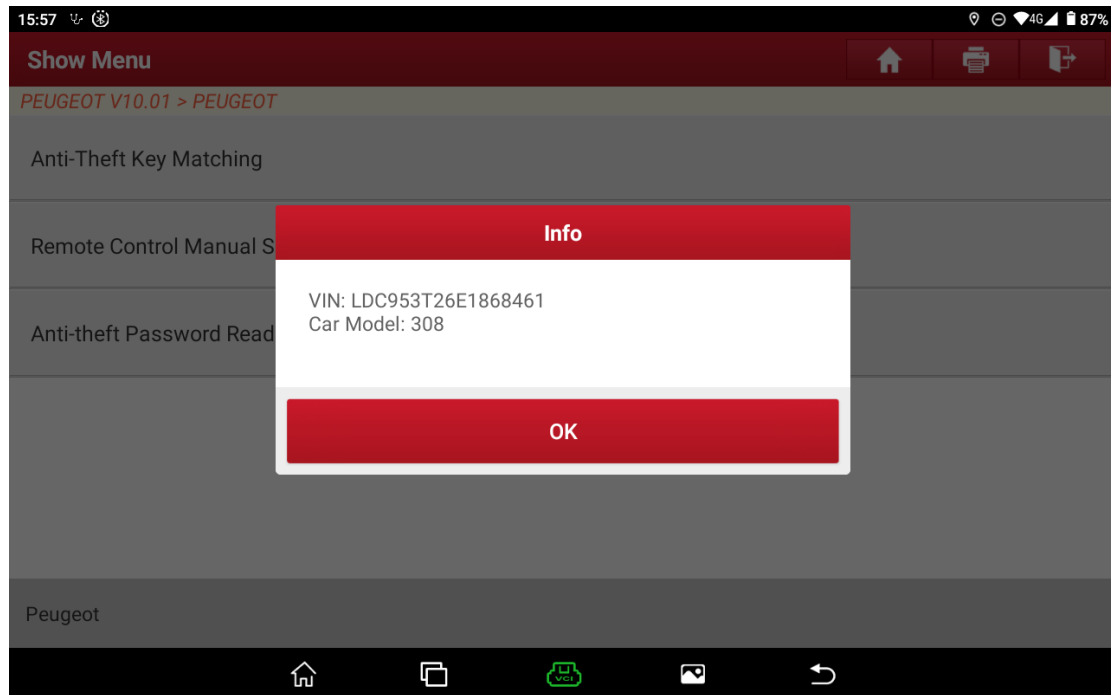 15:57
4G 87%
Show Menu
PEUGEOT V10.01 > PEUGEOT
Anti-Theft Key Matching
Remote Control Manual S
Anti-theft Password Read
Info
VIN: LDC953T26E1868461
Car Model: 308
OK
Peugeot
VCI